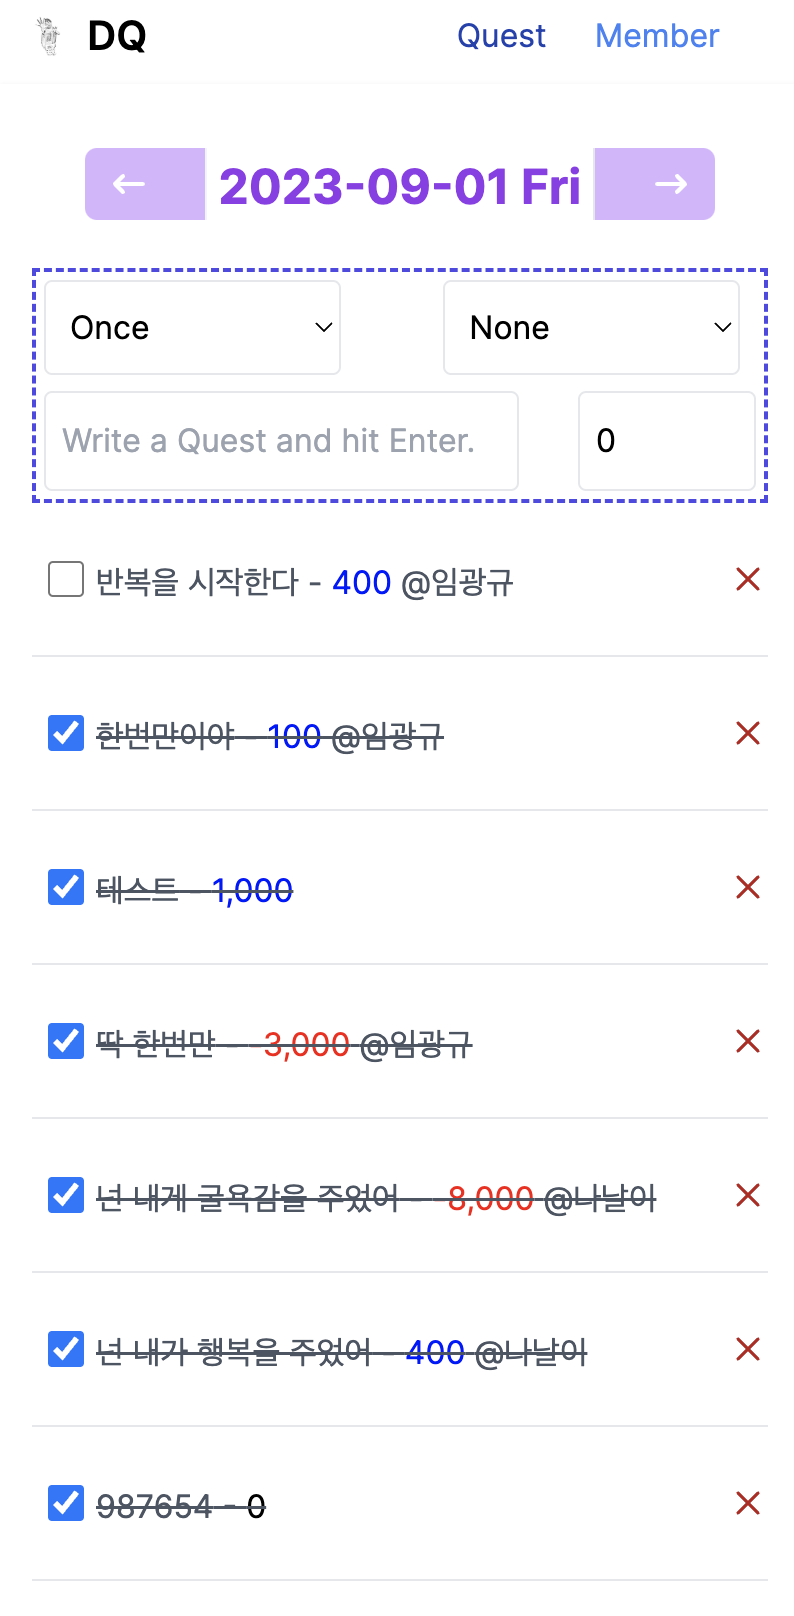 DQ Quest Member
← 2023-09-01 Fri →
Once None
Write a Quest and hit Enter. 0
반복을 시작한다 - 400 @임광규
한번만이야 - 100 @임광규
테스트 - 1,000
딱 한번만 - -3,000 @임광규
넌 내게 굴욕감을 주었어 - -8,000 @나날이
넌 내가 행복을 주었어 - 400 @나날이
987654 - 0